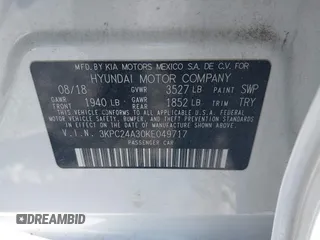 MFD. BY KIA MOTORS MEXICO S.A. DE C.V. FOR
HYUNDAI MOTOR COMPANY
08/18 GVWR 3527 LB PAINT SWP
GAWR FRONT 1940 LB GAWR REAR 1852 LB TRIM TRY
THIS VEHICLE CONFORMS TO ALL APPLICABLE FEDERAL
MOTOR VEHICLE SAFETY, BUMPER, AND THEFT PREVENTION
STANDARDS IN EFFECT ON THE DATE OF MANUFACTURE SHOWN ABOVE.
V.I.N. 3KPC24A30KE049717
PASSENGER CAR
DREAMBID